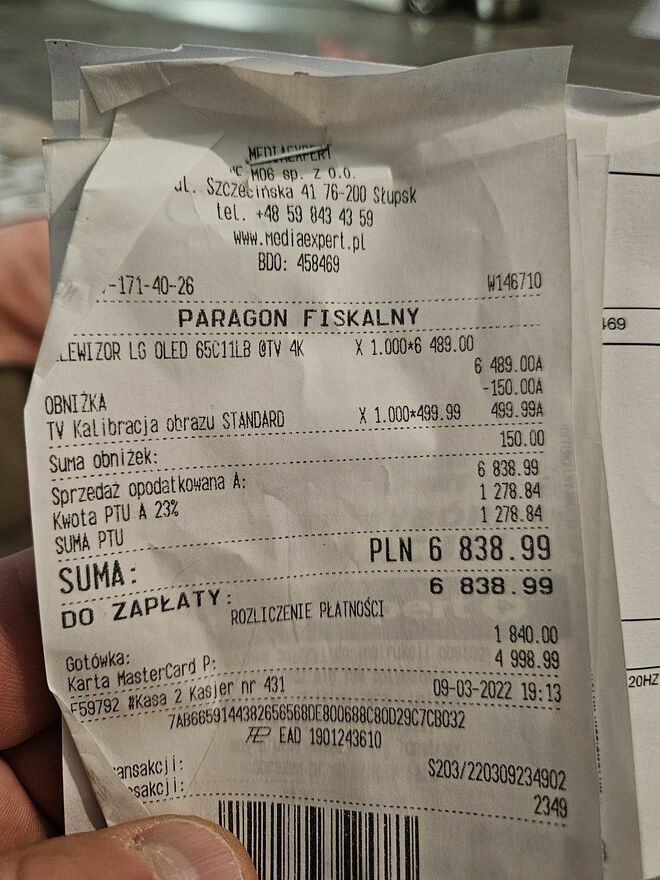 MEDIAEXPERT
M06 sp. z o.o.
ul. Szczecińska 41 76-200 Słupsk
tel. +48 59 843 43 59
www.mediaexpert.pl
BDO: 458469
-171-40-26 W146710
PARAGON FISKALNY
LEWIZOR LG OLED 65C11LB @TV 4K X 1.000*6 489.00
6 489.00A
OBNIŻKA -150.00A
TV Kalibracja obrazu STANDARD X 1.000*499.99 499.99A
Suma obniżek: 150.00
Sprzedaż opodatkowana A: 6 838.99
Kwota PTU A 23% 1 278.84
SUMA PTU 1 278.84
SUMA: PLN 6 838.99
DO ZAPŁATY: 6 838.99
ROZLICZENIE PŁATNOŚCI
Gotówka: 1 840.00
Karta MasterCard P: 4 998.99
F59792 #Kasa 2 Kasjer nr 431 09-03-2022 19:13
7AB6659144382656568DE800688C80D29C7CB032
EAD 1901243610
ansakcji: S203/220309234902
sakcji: 2349
469
20HZ